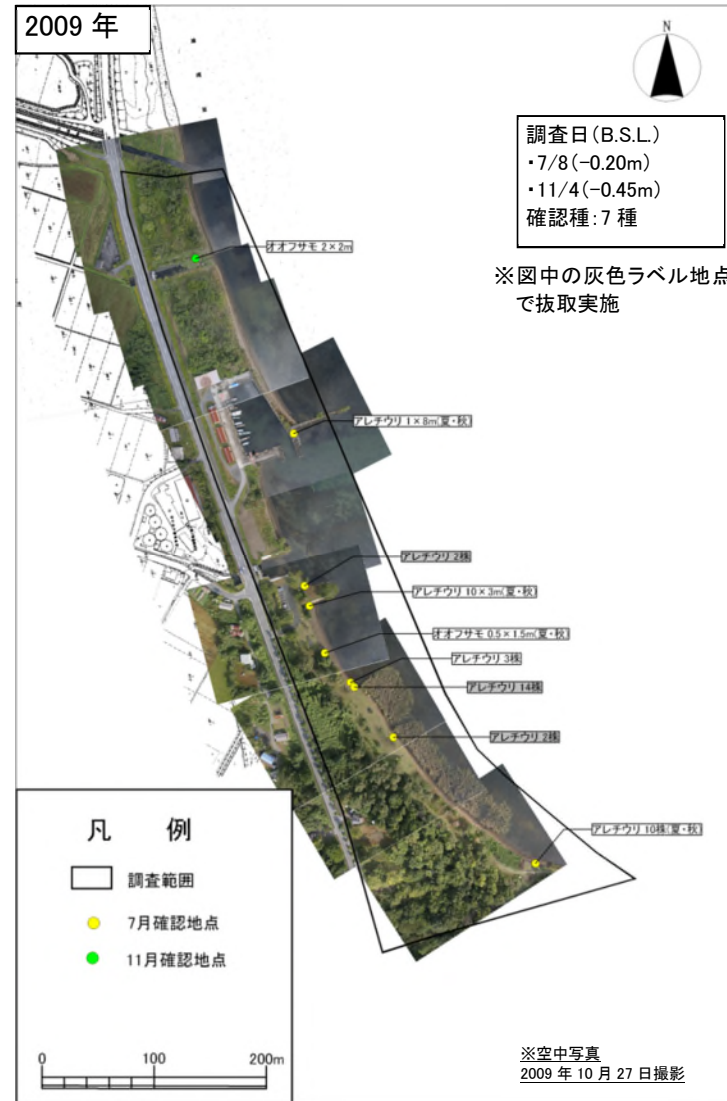 2009 年
N
調査日(B.S.L.)
・7/8(-0.20m)
・11/4(-0.45m)
確認種:7 種
※図中の灰色ラベル地点
で抜取実施
オオフサモ 2×2m
アレチウリ 1×8m(夏・秋)
アレチウリ 2株
アレチウリ 10×3m(夏・秋)
オオフサモ 0.5×1.5m(夏・秋)
アレチウリ 3株
アレチウリ 14株
アレチウリ 2株
アレチウリ 10株(夏・秋)
凡 例
調査範囲
7月確認地点
11月確認地点
0 100 200m
※空中写真
2009 年 10 月 27 日撮影